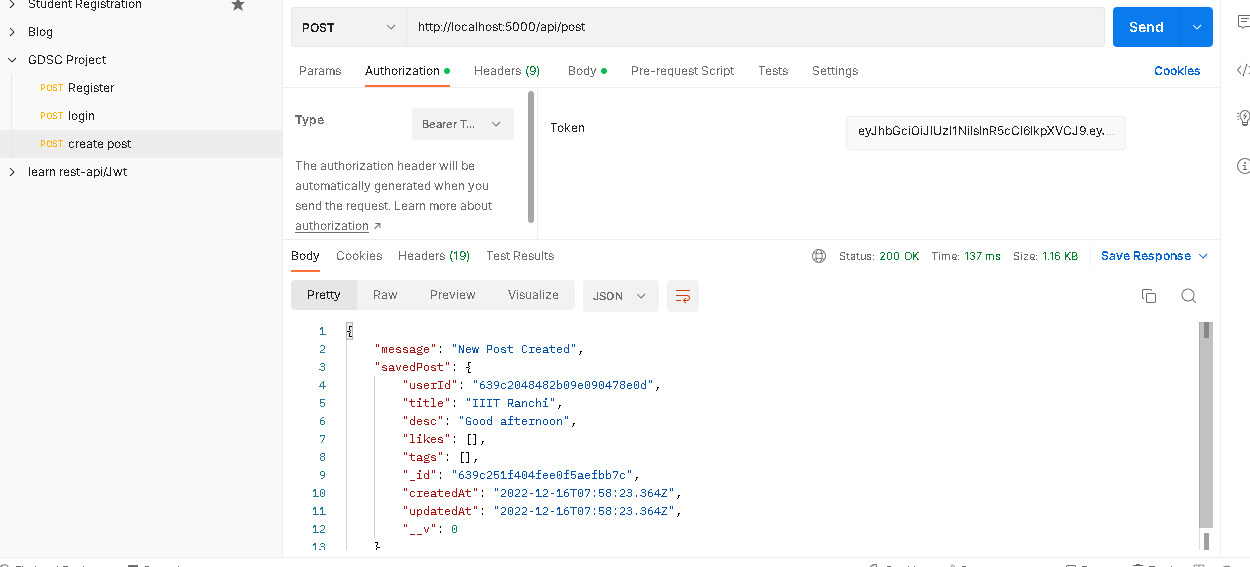 Student Registration
Blog
GDSC Project
POST Register
POST login
POST create post
learn rest-api/Jwt
POST http://localhost:5000/api/post Send
Params Authorization Headers (9) Body Pre-request Script Tests Settings Cookies
Type Bearer T...
The authorization header will be
automatically generated when you
send the request. Learn more about
authorization ↗
Token eyJhbGciOiJIUzI1NiIsInR5cCI6IkpXVCJ9.ey...
Body Cookies Headers (19) Test Results Status: 200 OK Time: 137 ms Size: 1.16 KB Save Response
Pretty Raw Preview Visualize JSON
1 {
2 "message": "New Post Created",
3 "savedPost": {
4 "userId": "639c2048482b09e090478e0d",
5 "title": "IIIT Ranchi",
6 "desc": "Good afternoon",
7 "likes": [],
8 "tags": [],
9 "_id": "639c251f404fee0f5aefbb7c",
10 "createdAt": "2022-12-16T07:58:23.364Z",
11 "updatedAt": "2022-12-16T07:58:23.364Z",
12 "__v": 0
13 }